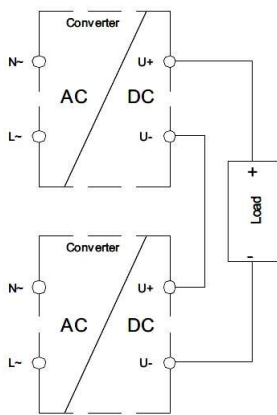 Converter
N~
U+
AC
DC
L~
U-
+
Load
-
Converter
N~
U+
AC
DC
L~
U-